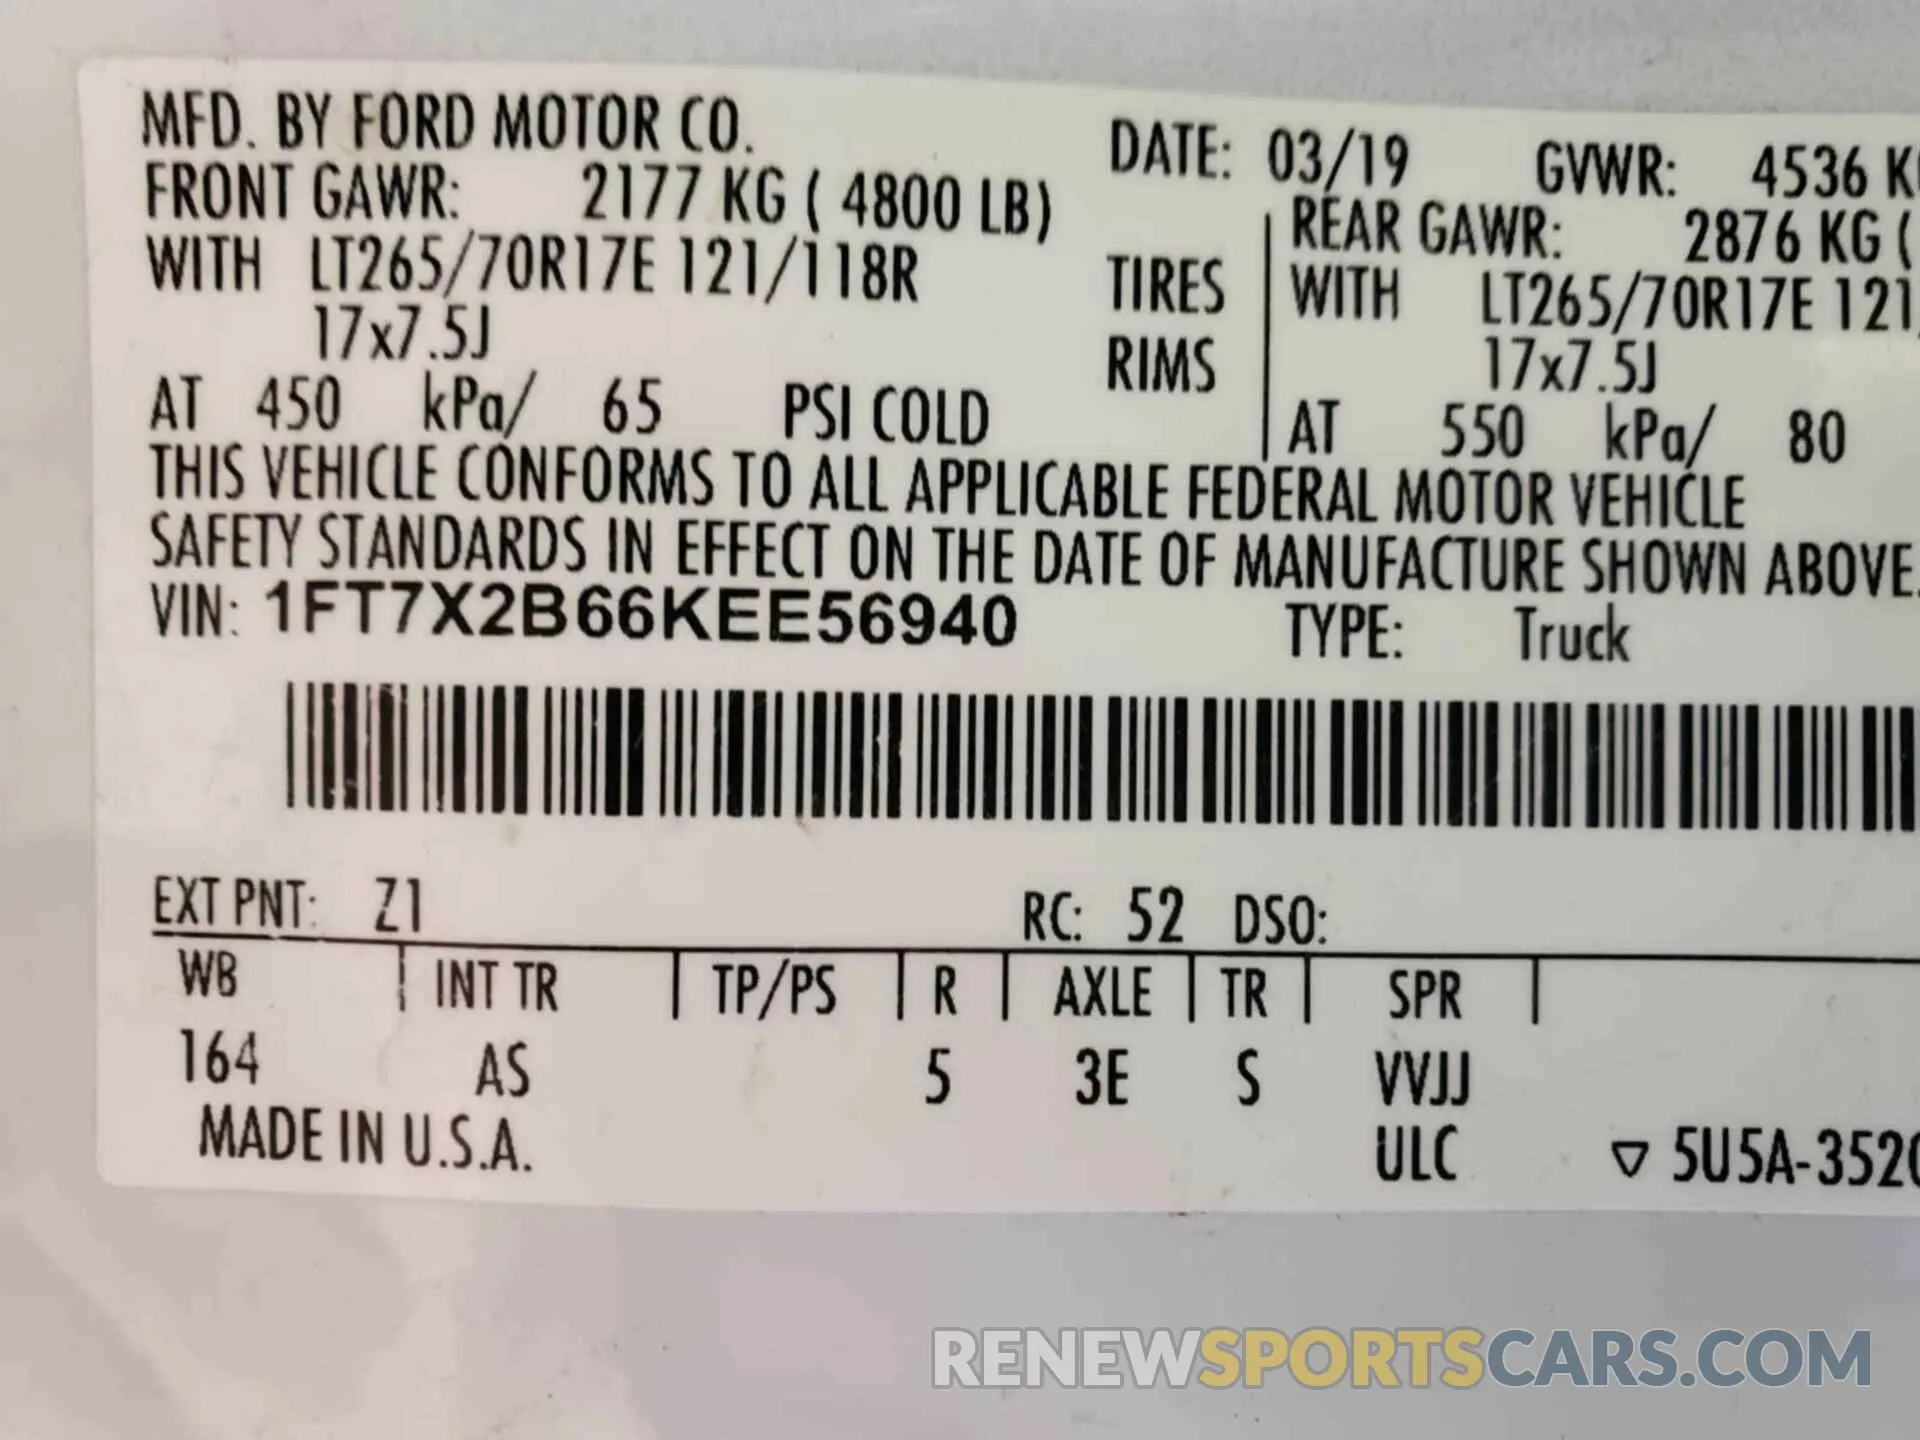 MFD. BY FORD MOTOR CO. DATE: 03/19 GVWR: 4536 K
FRONT GAWR: 2177 KG ( 4800 LB) REAR GAWR: 2876 KG (
WITH LT265/70R17E 121/118R TIRES WITH LT265/70R17E 121
17x7.5J RIMS 17x7.5J
AT 450 kPa/ 65 PSI COLD AT 550 kPa/ 80
THIS VEHICLE CONFORMS TO ALL APPLICABLE FEDERAL MOTOR VEHICLE
SAFETY STANDARDS IN EFFECT ON THE DATE OF MANUFACTURE SHOWN ABOVE.
VIN: 1FT7X2B66KEE56940 TYPE: Truck
EXT PNT: Z1 RC: 52 DSO:
WB INT TR TP/PS R AXLE TR SPR
164 AS 5 3E S VVJJ
MADE IN U.S.A. ULC ▽ 5U5A-3520
RENEWSPORTSCARS.COM